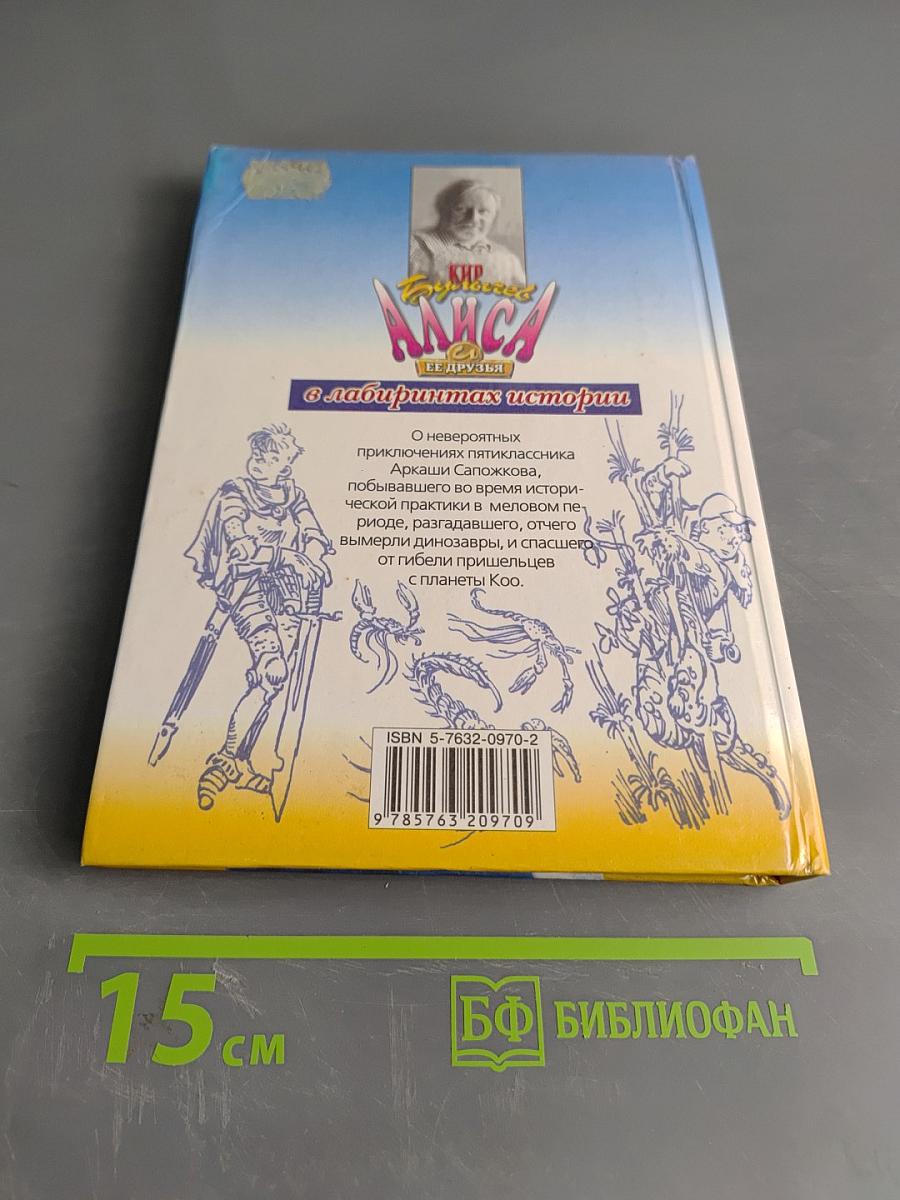 КИР
Булычев
АЛИСА
и
ЕЕ ДРУЗЬЯ
в лабиринтах истории
О невероятных
приключениях пятиклассника
Аркаши Сапожкова,
побывавшего во время истори-
ческой практики в меловом пе-
риоде, разгадавшего, отчего
вымерли динозавры, и спасшего
от гибели пришельцев
с планеты Коо.
ISBN 5-7632-0970-2
9 785763 209709
15 см
БФ БИБЛИОФАН